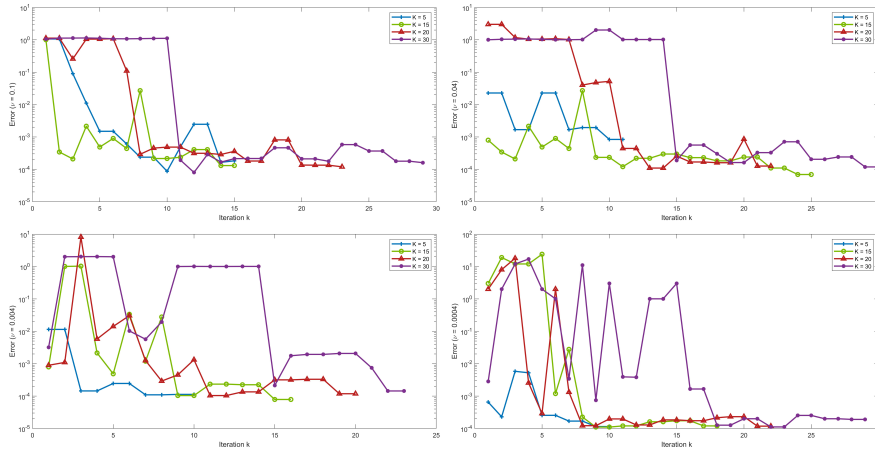 10^2
10^1
10^0
10^-1
10^-2
10^-3
10^-4
10^-5
Error (ν = 0.1)
0
5
10
15
20
25
30
Iteration k
K = 5
K = 15
K = 20
K = 30
10^1
10^0
10^-1
10^-2
10^-3
10^-4
10^-5
Error (ν = 0.04)
0
5
10
15
20
25
Iteration k
K = 5
K = 15
K = 20
K = 30
10^1
10^0
10^-1
10^-2
10^-3
10^-4
10^-5
Error (ν = 0.004)
0
5
10
15
20
25
Iteration k
K = 5
K = 15
K = 20
K = 30
10^2
10^1
10^0
10^-1
10^-2
10^-3
10^-4
Error (ν = 0.0004)
0
5
10
15
20
25
Iteration k
K = 5
K = 15
K = 20
K = 30